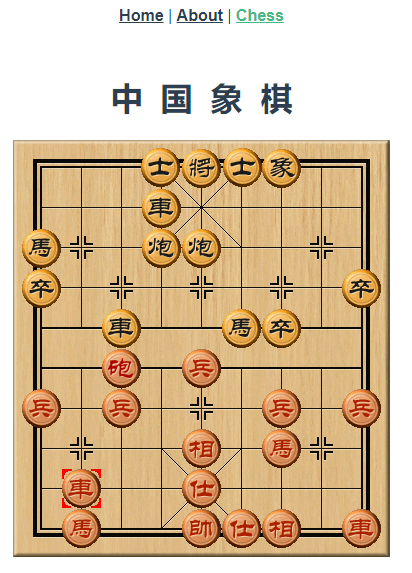 Home | About | Chess
中 国 象 棋
士 將 士 象
車
馬 炮 炮
卒 卒
車 馬 卒
砲 兵
兵 兵 兵 兵
相 馬
車 仕
馬 帥 仕 相 車